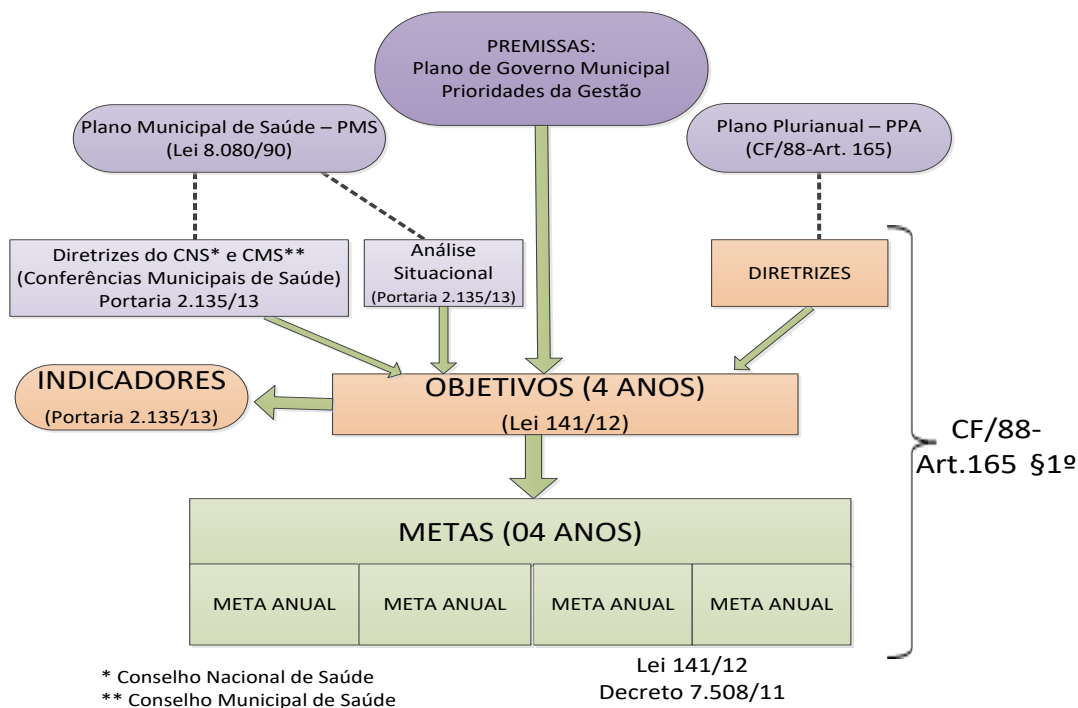 PREMISSAS:
Plano de Governo Municipal
Prioridades da Gestão
Plano Municipal de Saúde – PMS
(Lei 8.080/90)
Plano Plurianual – PPA
(CF/88-Art. 165)
Diretrizes do CNS* e CMS**
(Conferências Municipais de Saúde)
Portaria 2.135/13
Análise
Situacional
(Portaria 2.135/13)
DIRETRIZES
INDICADORES
(Portaria 2.135/13)
OBJETIVOS (4 ANOS)
(Lei 141/12)
CF/88-
Art.165 §1º
METAS (04 ANOS)
META ANUAL
META ANUAL
META ANUAL
META ANUAL
* Conselho Nacional de Saúde
** Conselho Municipal de Saúde
Lei 141/12
Decreto 7.508/11